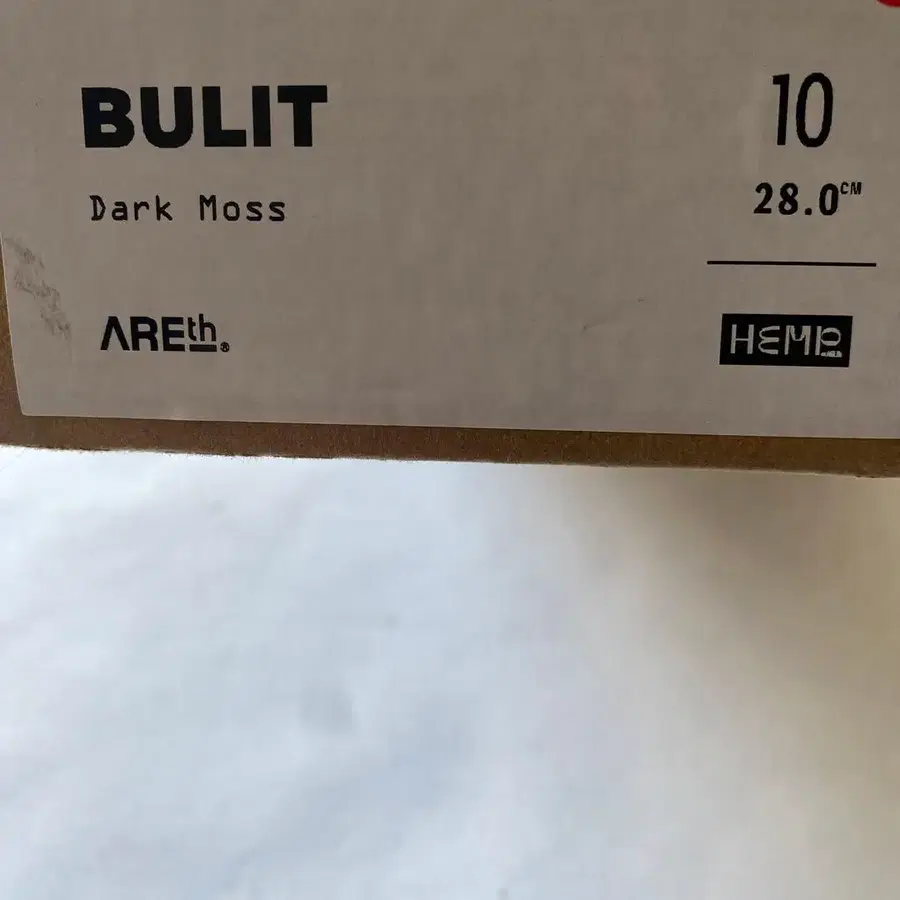 BULIT
10
Dark Moss
28.0CM
AREth®
HEMP